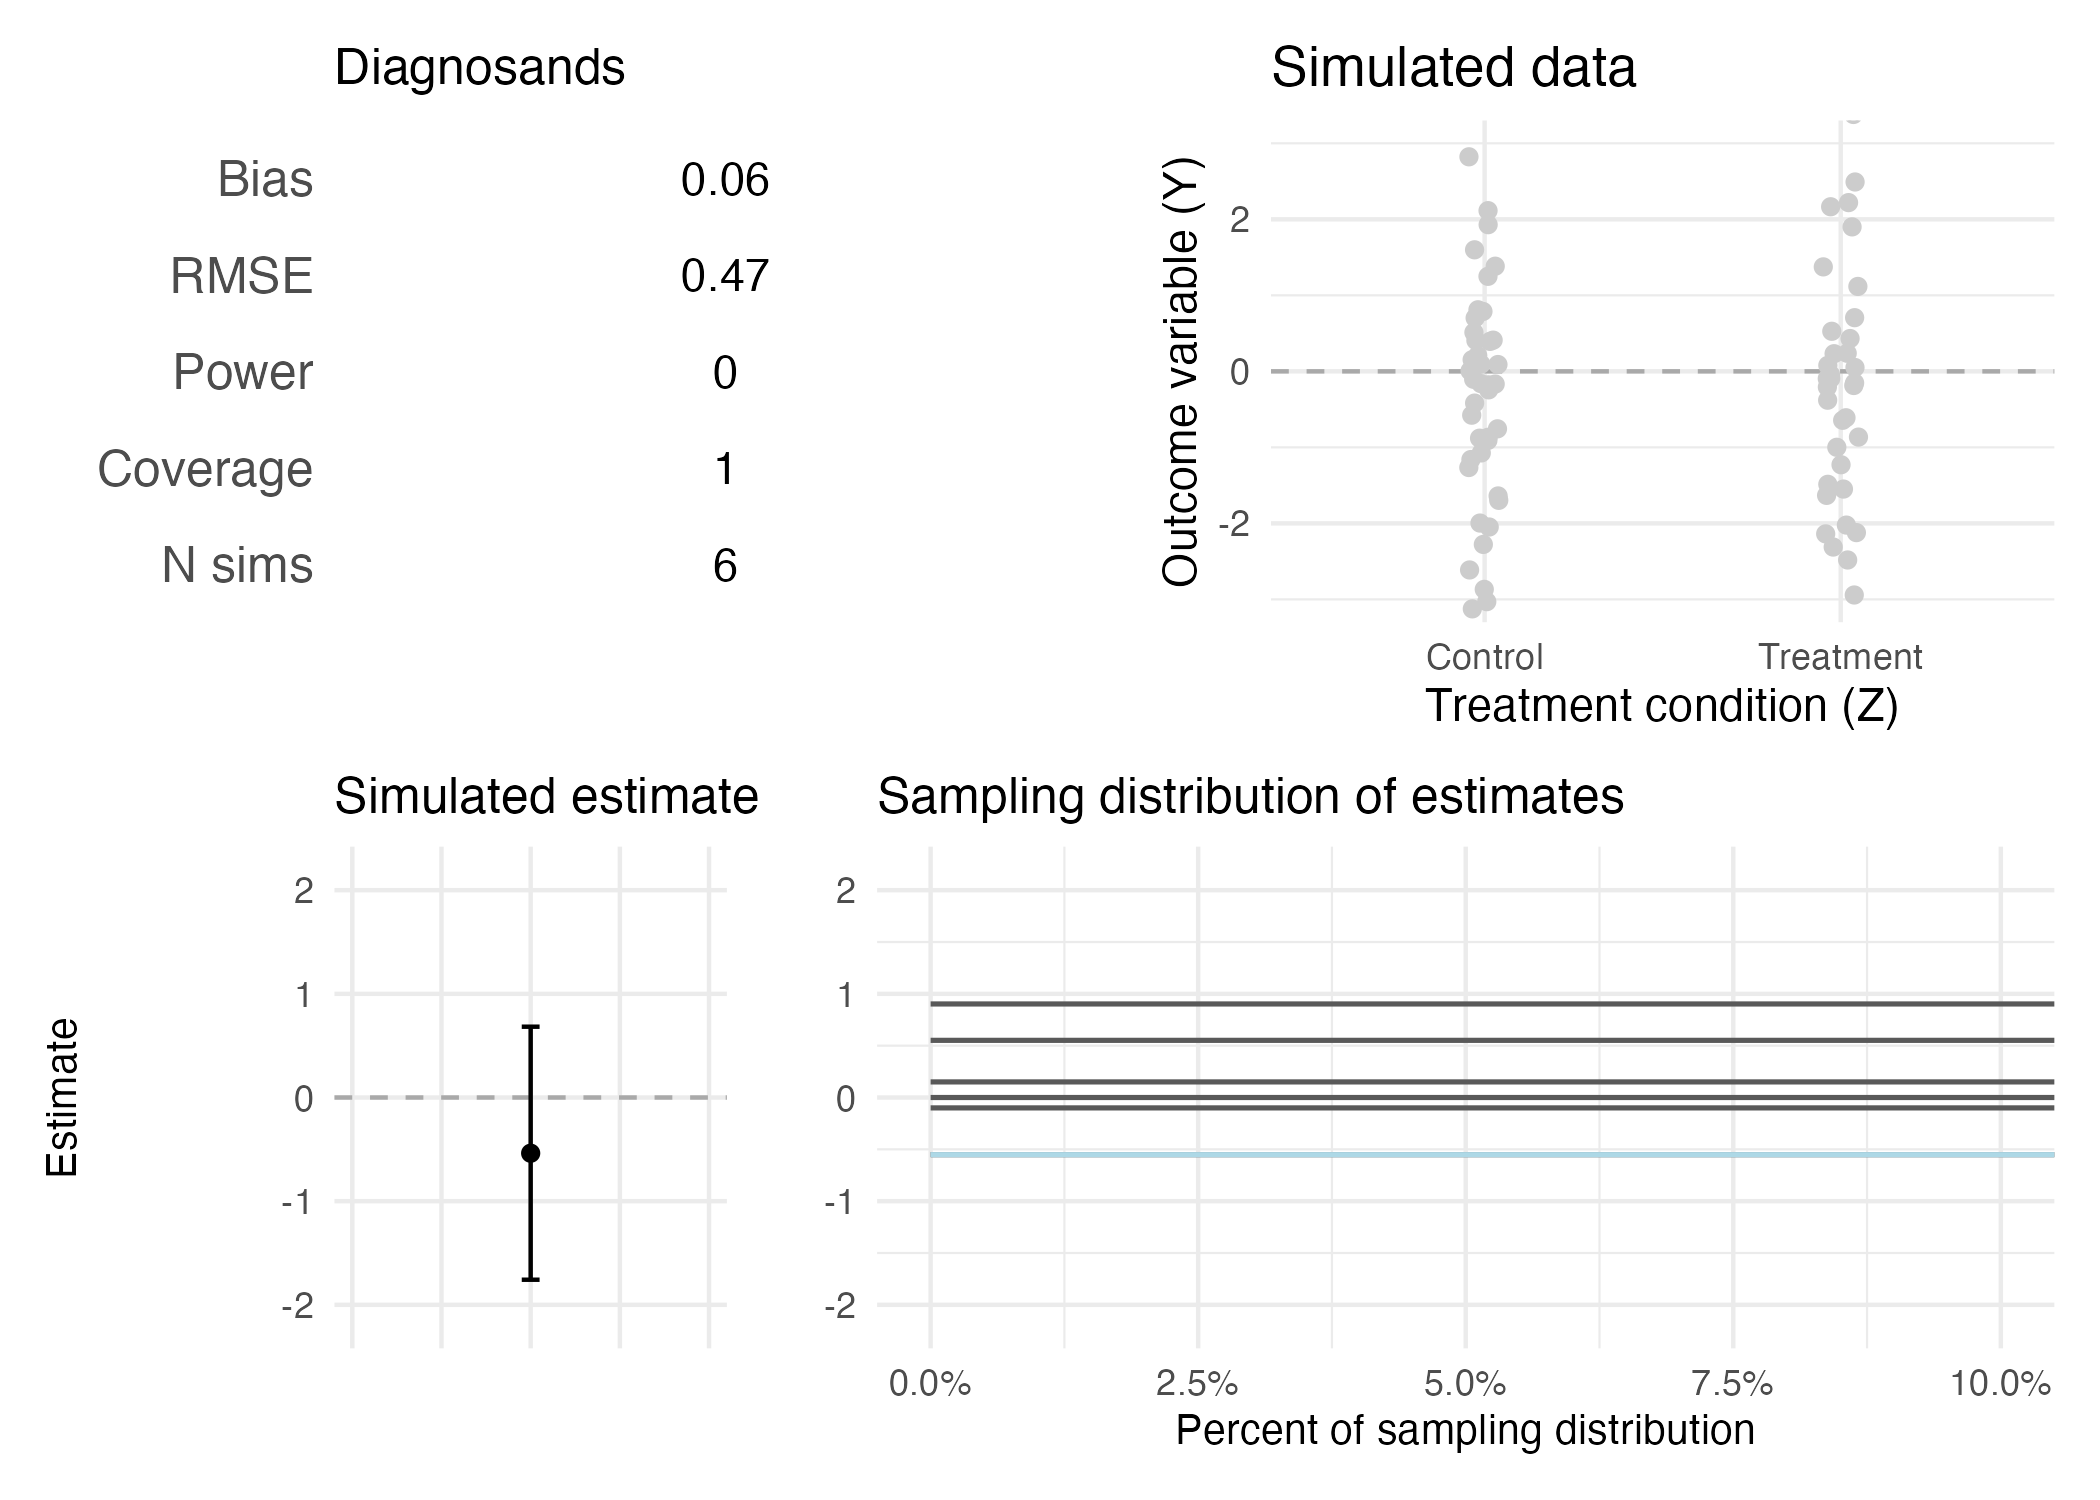 Diagnosands
Bias 0.06
RMSE 0.47
Power 0
Coverage 1
N sims 6
Simulated data
Outcome variable (Y)
2
0
-2
Control Treatment
Treatment condition (Z)
Simulated estimate
Estimate
2
1
0
-1
-2
Sampling distribution of estimates
2
1
0
-1
-2
0.0% 2.5% 5.0% 7.5% 10.0%
Percent of sampling distribution